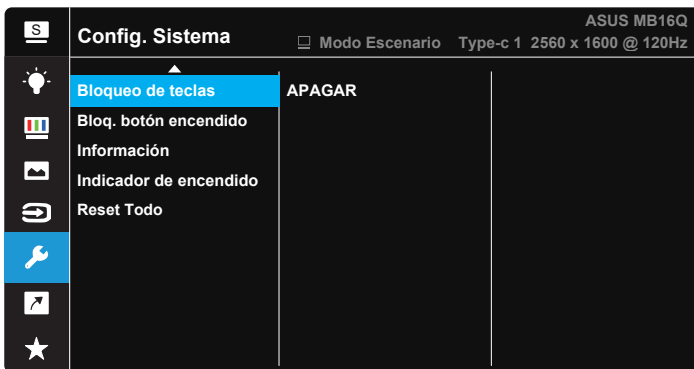 S
Config. Sistema
ASUS MB16Q
Modo Escenario Type-c 1 2560 x 1600 @ 120Hz
Bloqueo de teclas APAGAR
Bloq. botón encendido
Información
Indicador de encendido
Reset Todo